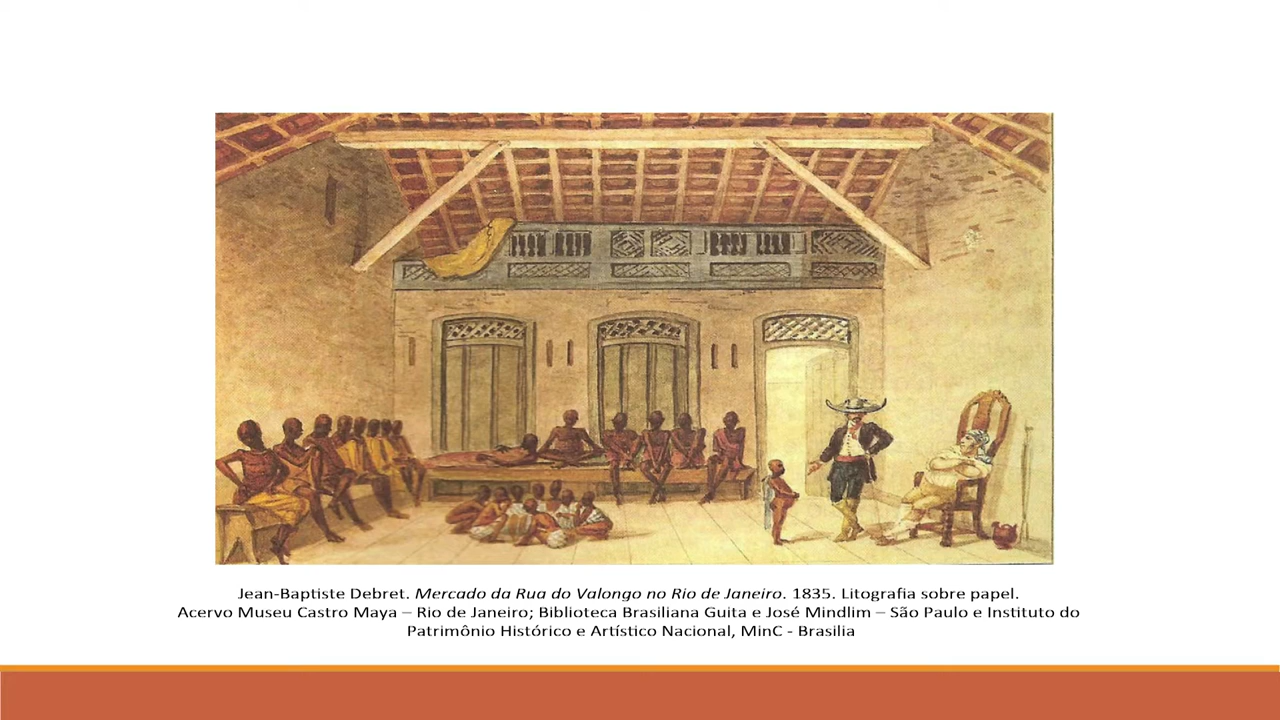 Jean-Baptiste Debret. Mercado da Rua do Valongo no Rio de Janeiro. 1835. Litografia sobre papel.
Acervo Museu Castro Maya – Rio de Janeiro; Biblioteca Brasiliana Guita e José Mindlim – São Paulo e Instituto do
Patrimônio Histórico e Artístico Nacional, MinC - Brasilia